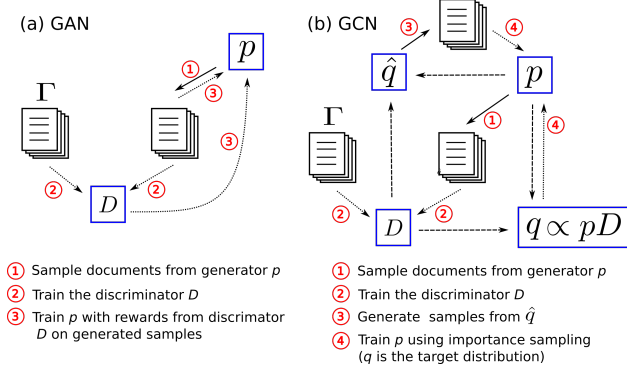 (a) GAN
p
1
3
Γ
3
2
2
D
1 Sample documents from generator p
2 Train the discriminator D
3 Train p with rewards from discrimator
D on generated samples
(b) GCN
3
4
q̂
p
1
4
Γ
2
2
D
q ∝ pD
1 Sample documents from generator p
2 Train the discriminator D
3 Generate samples from q̂
4 Train p using importance sampling
(q is the target distribution)